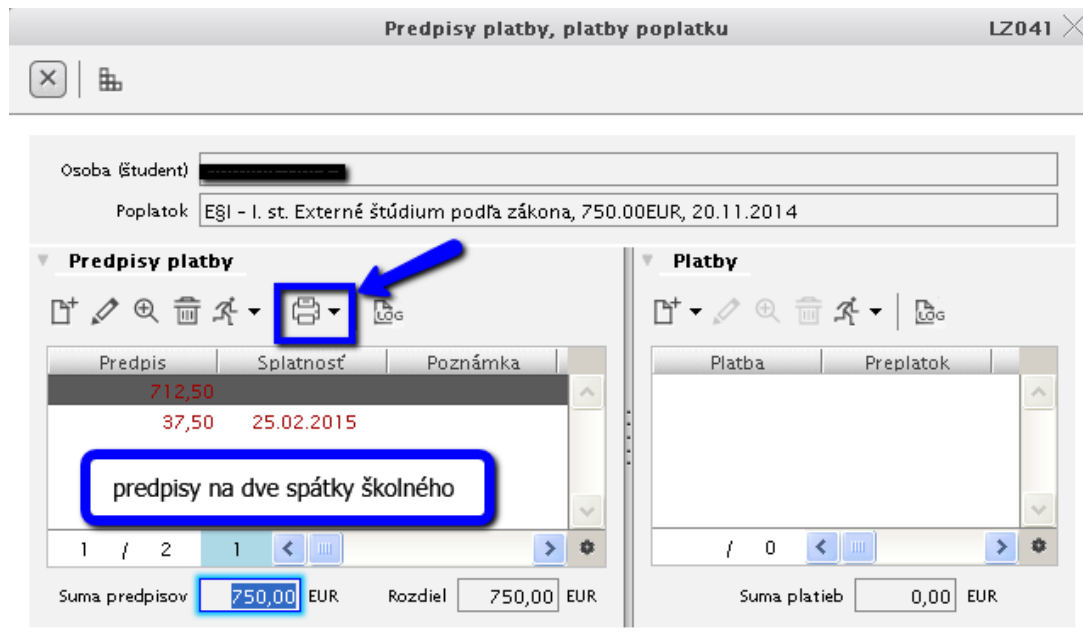 Predpisy platby, platby poplatku LZ041
Osoba (študent)
Poplatok E§I - I. st. Externé štúdium podľa zákona, 750.00EUR, 20.11.2014
Predpisy platby
LOG
Predpis Splatnosť Poznámka
712,50
37,50 25.02.2015
predpisy na dve spátky školného
1 / 2 1
Suma predpisov 750,00 EUR Rozdiel 750,00 EUR
Platby
LOG
Platba Preplatok
/ 0
Suma platieb 0,00 EUR